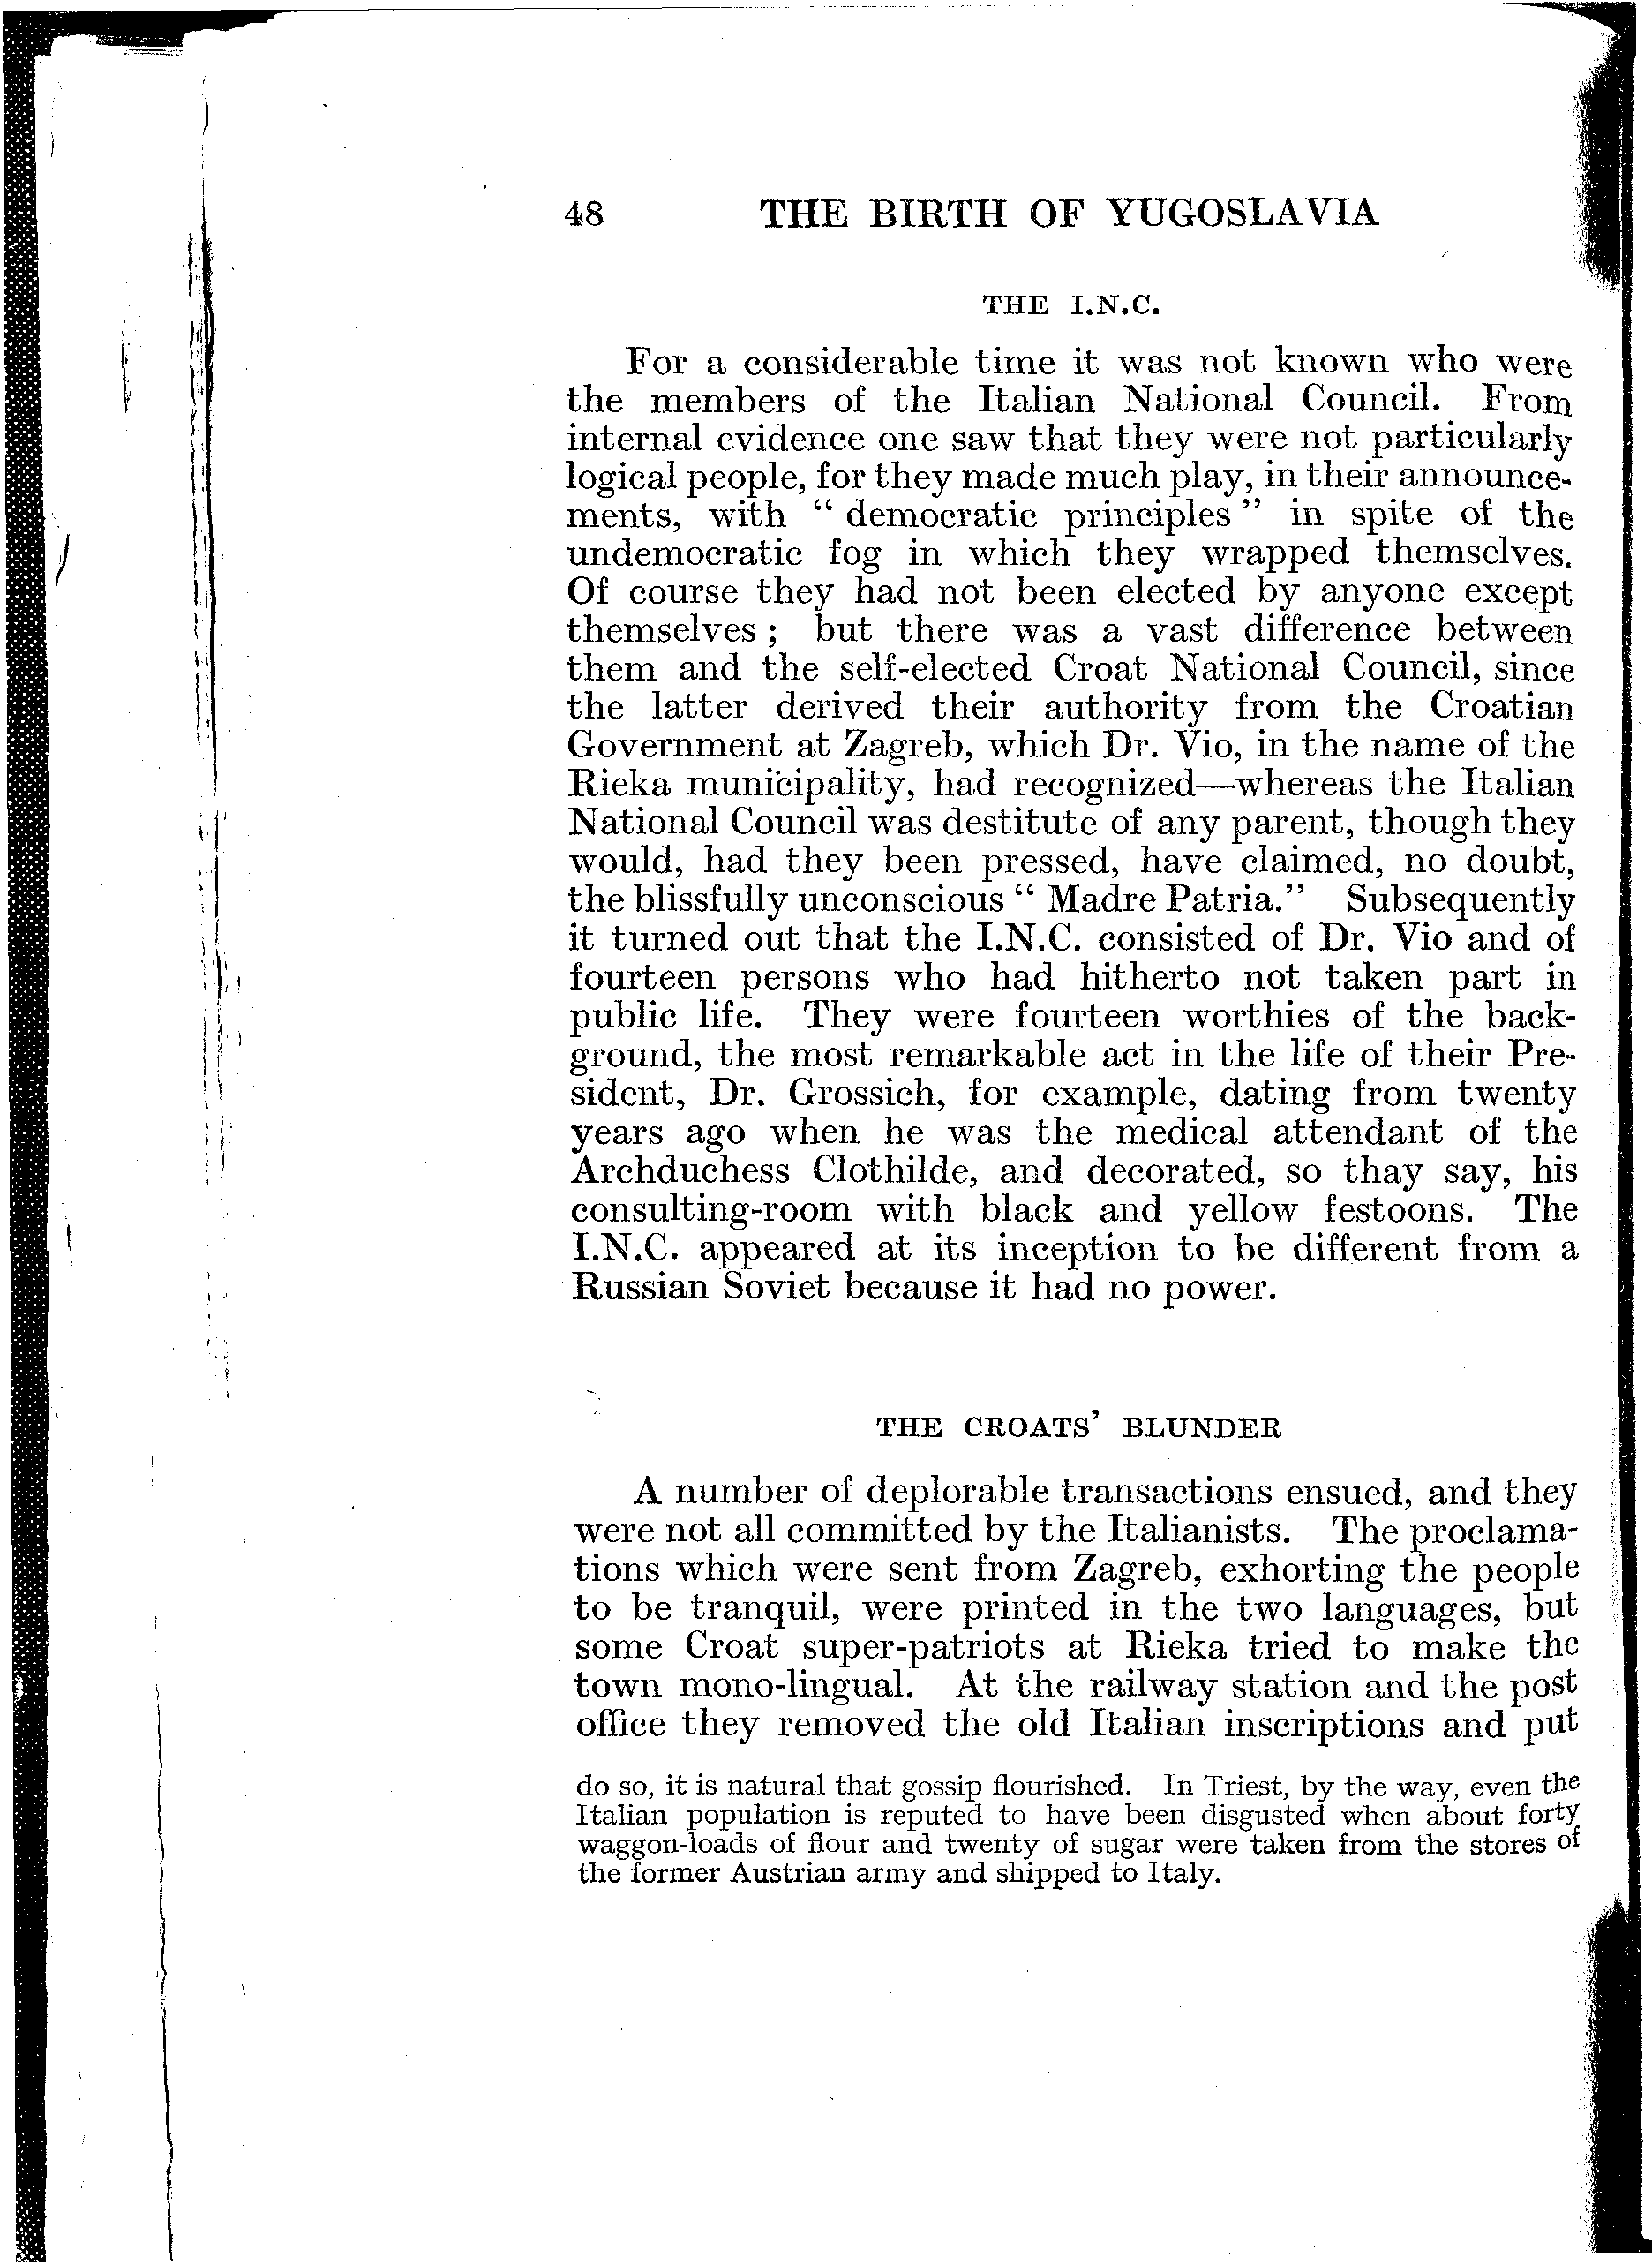 48 THE BIRTH OF YUGOSLAVIA
THE I.N.C.
For a considerable time it was not known who were
the members of the Italian National Council. From
internal evidence one saw that they were not particularly
logical people, for they made much play, in their announce-
ments, with " democratic principles " in spite of the
undemocratic fog in which they wrapped themselves.
Of course they had not been elected by anyone except
themselves ; but there was a vast difference between
them and the self-elected Croat National Council, since
the latter derived their authority from the Croatian
Government at Zagreb, which Dr. Vio, in the name of the
Rieka municipality, had recognized—whereas the Italian
National Council was destitute of any parent, though they
would, had they been pressed, have claimed, no doubt,
the blissfully unconscious " Madre Patria." Subsequently
it turned out that the I.N.C. consisted of Dr. Vio and of
fourteen persons who had hitherto not taken part in
public life. They were fourteen worthies of the back-
ground, the most remarkable act in the life of their Pre-
sident, Dr. Grossich, for example, dating from twenty
years ago when he was the medical attendant of the
Archduchess Clothilde, and decorated, so thay say, his
consulting-room with black and yellow festoons. The
I.N.C. appeared at its inception to be different from a
Russian Soviet because it had no power.
THE CROATS' BLUNDER
A number of deplorable transactions ensued, and they
were not all committed by the Italianists. The proclama-
tions which were sent from Zagreb, exhorting the people
to be tranquil, were printed in the two languages, but
some Croat super-patriots at Rieka tried to make the
town mono-lingual. At the railway station and the post
office they removed the old Italian inscriptions and put
do so, it is natural that gossip flourished. In Triest, by the way, even the
Italian population is reputed to have been disgusted when about forty
waggon-loads of flour and twenty of sugar were taken from the stores of
the former Austrian army and shipped to Italy.